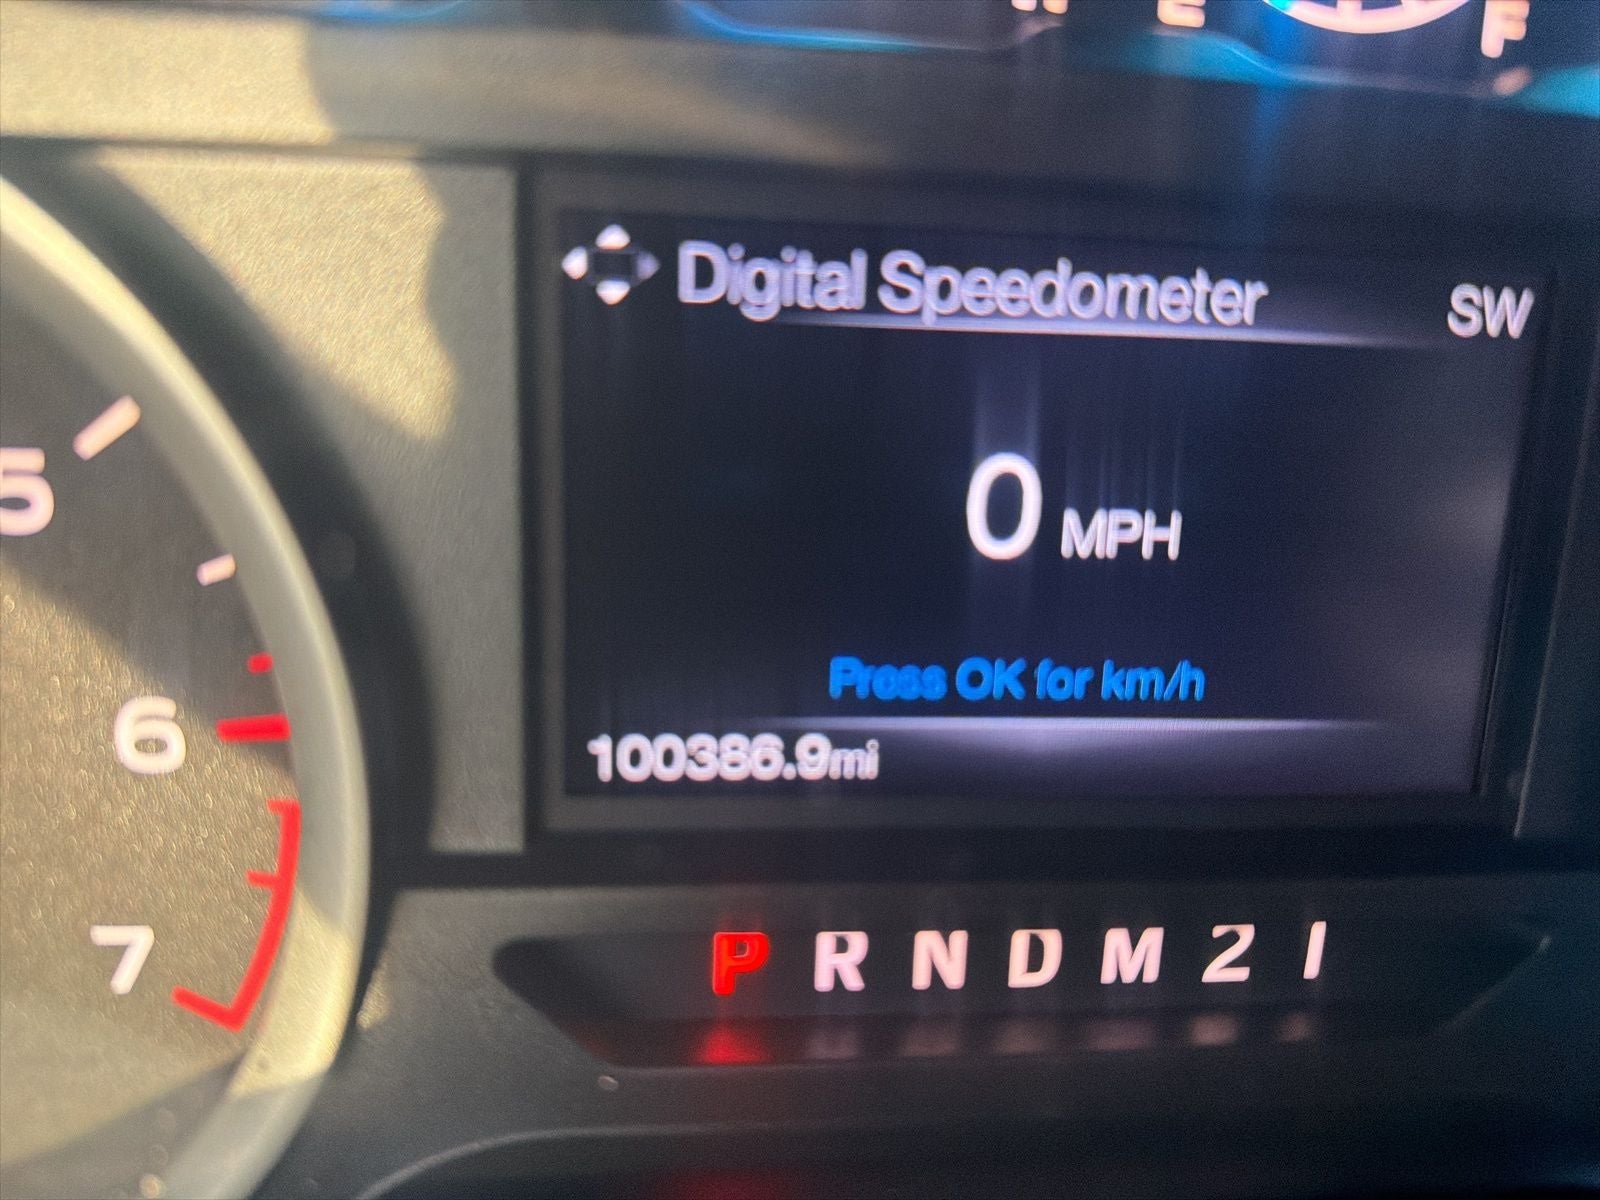 E F
Digital Speedometer SW
5
0 MPH
Press OK for km/h
6
100386.9mi
7
P R N D M 2 1